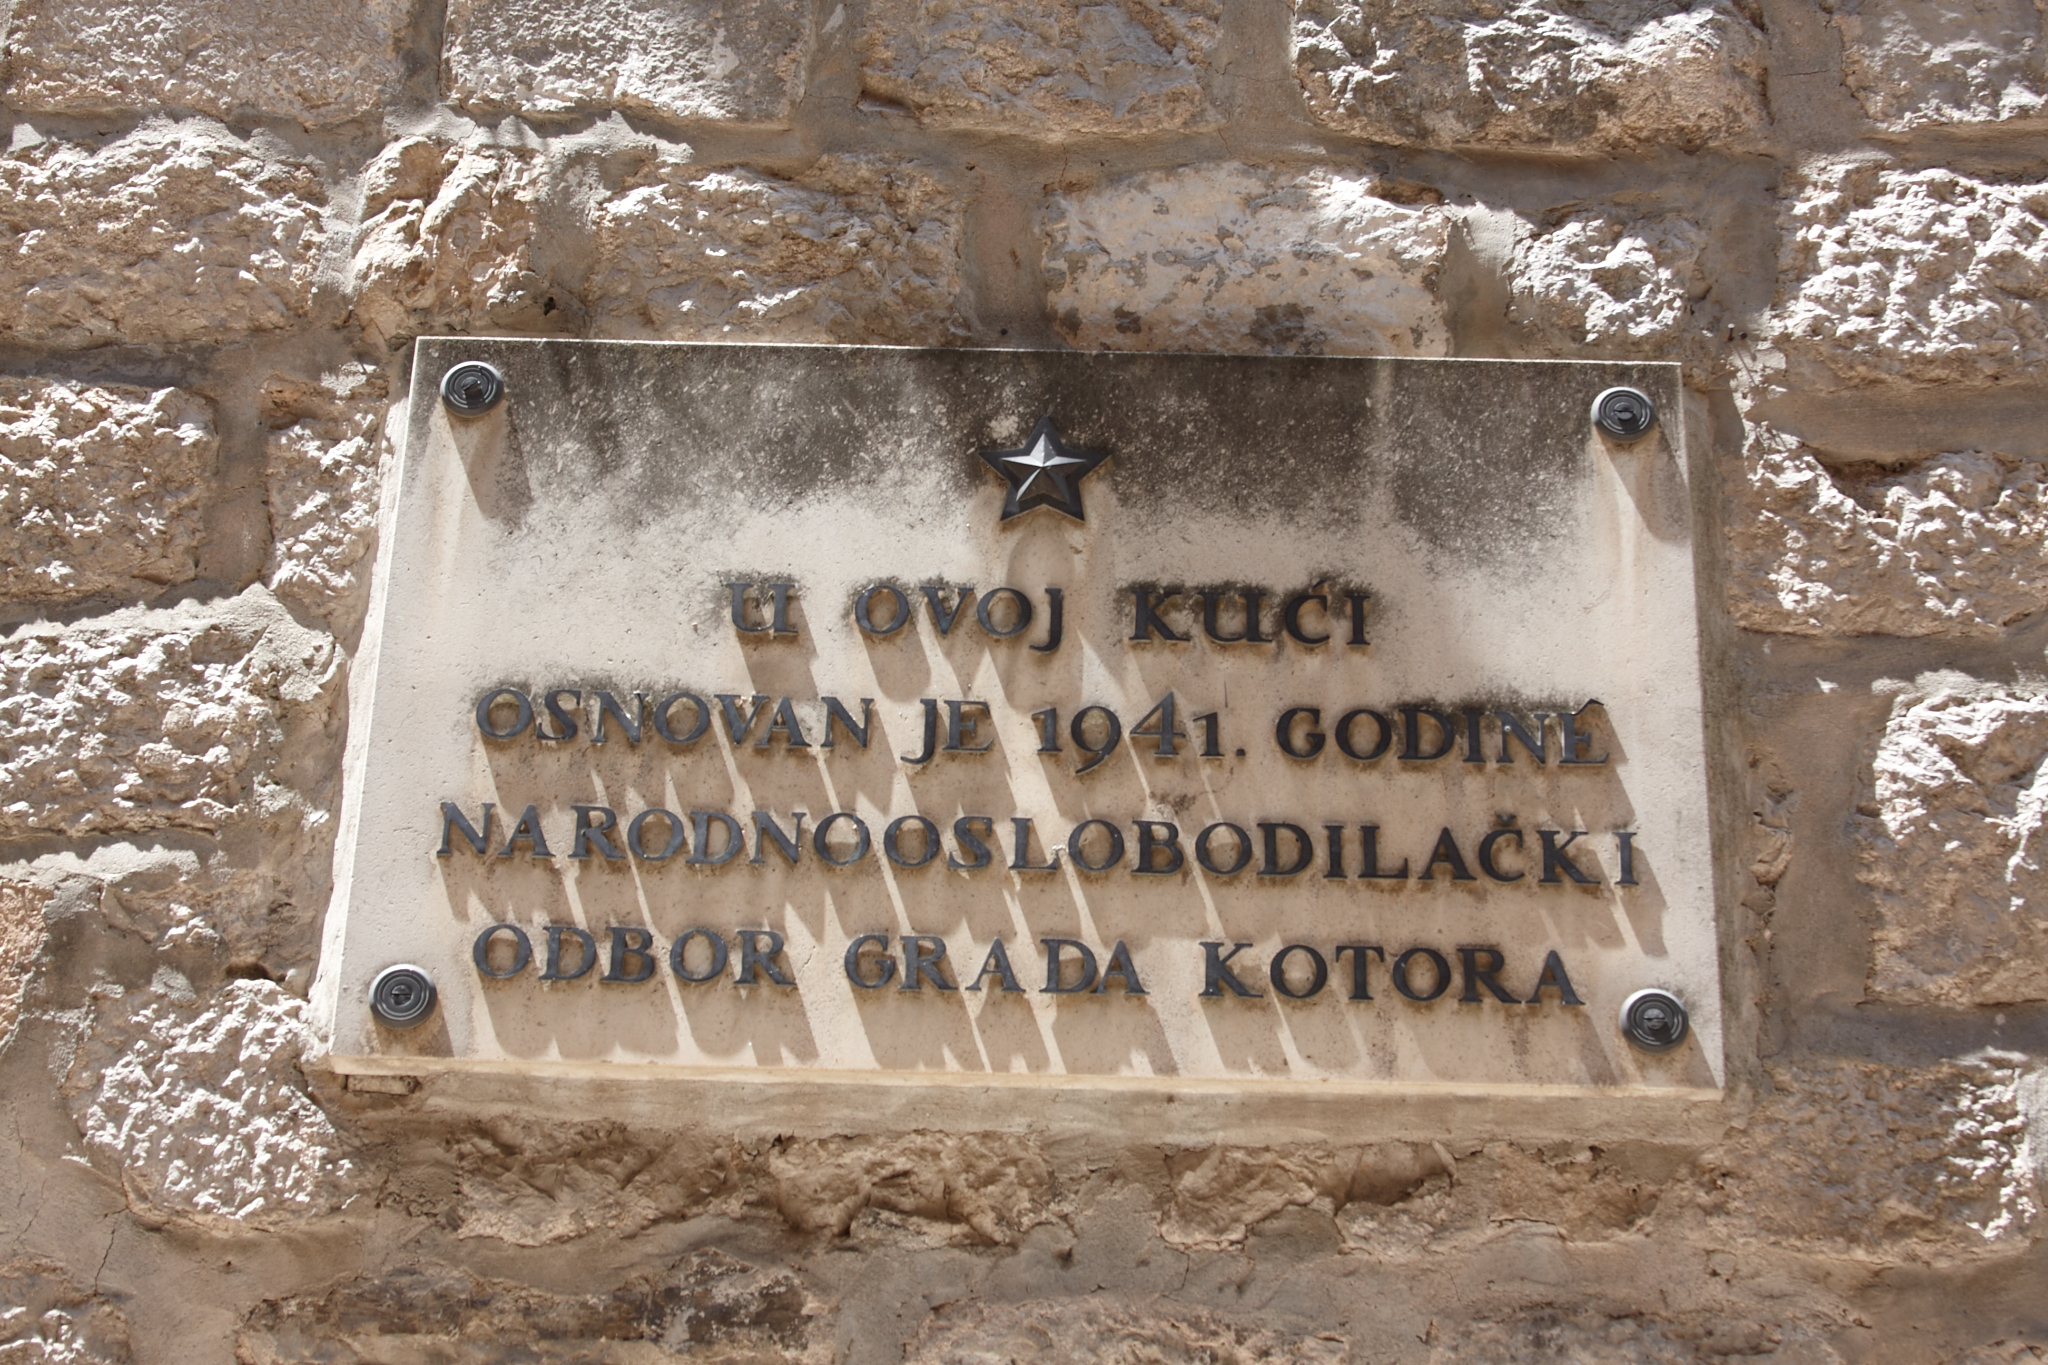 U OVOJ KUĆI
OSNOVAN JE 1941. GODINE
NARODNOOSLOBODILAČKI
ODBOR GRADA KOTORA